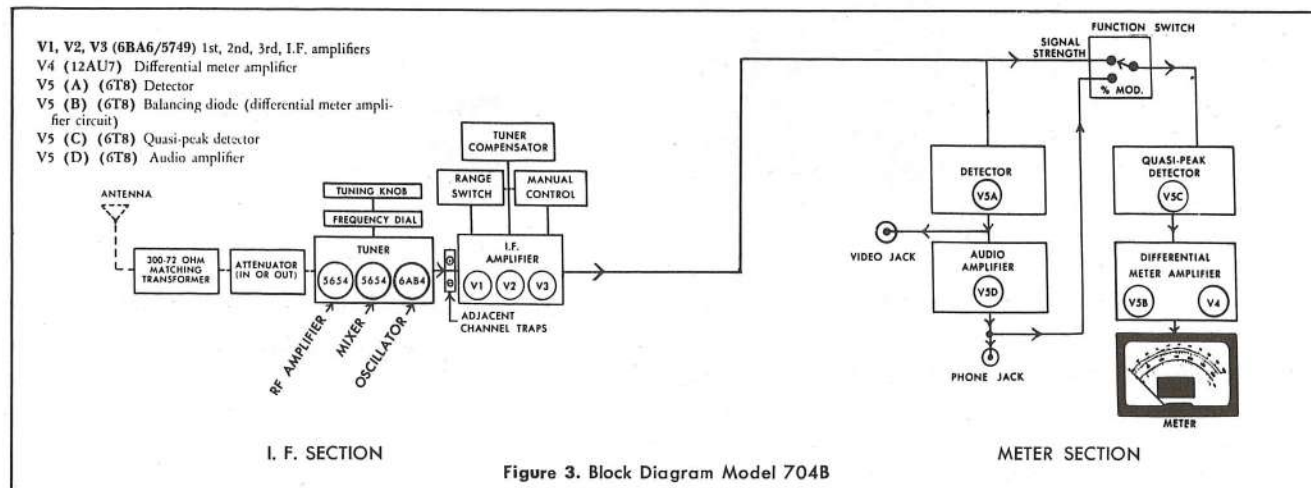 V1, V2, V3 (6BA6/5749) 1st, 2nd, 3rd, I.F. amplifiers
V4 (12AU7) Differential meter amplifier
V5 (A) (6T8) Detector
V5 (B) (6T8) Balancing diode (differential meter ampli-
fier circuit)
V5 (C) (6T8) Quasi-peak detector
V5 (D) (6T8) Audio amplifier
ANTENNA
300-72 OHM
MATCHING
TRANSFORMER
ATTENUATOR
(IN OR OUT)
TUNING KNOB
FREQUENCY DIAL
TUNER
5654
5654
6AB4
RF AMPLIFIER
MIXER
OSCILLATOR
TUNER
COMPENSATOR
RANGE
SWITCH
MANUAL
CONTROL
I.F.
AMPLIFIER
V1
V2
V3
ADJACENT
CHANNEL TRAPS
I. F. SECTION
FUNCTION SWITCH
SIGNAL
STRENGTH
% MOD.
DETECTOR
V5A
VIDEO JACK
AUDIO
AMPLIFIER
V5D
PHONE JACK
QUASI-PEAK
DETECTOR
V5C
DIFFERENTIAL
METER AMPLIFIER
V5B
V4
METER
METER SECTION
Figure 3. Block Diagram Model 704B